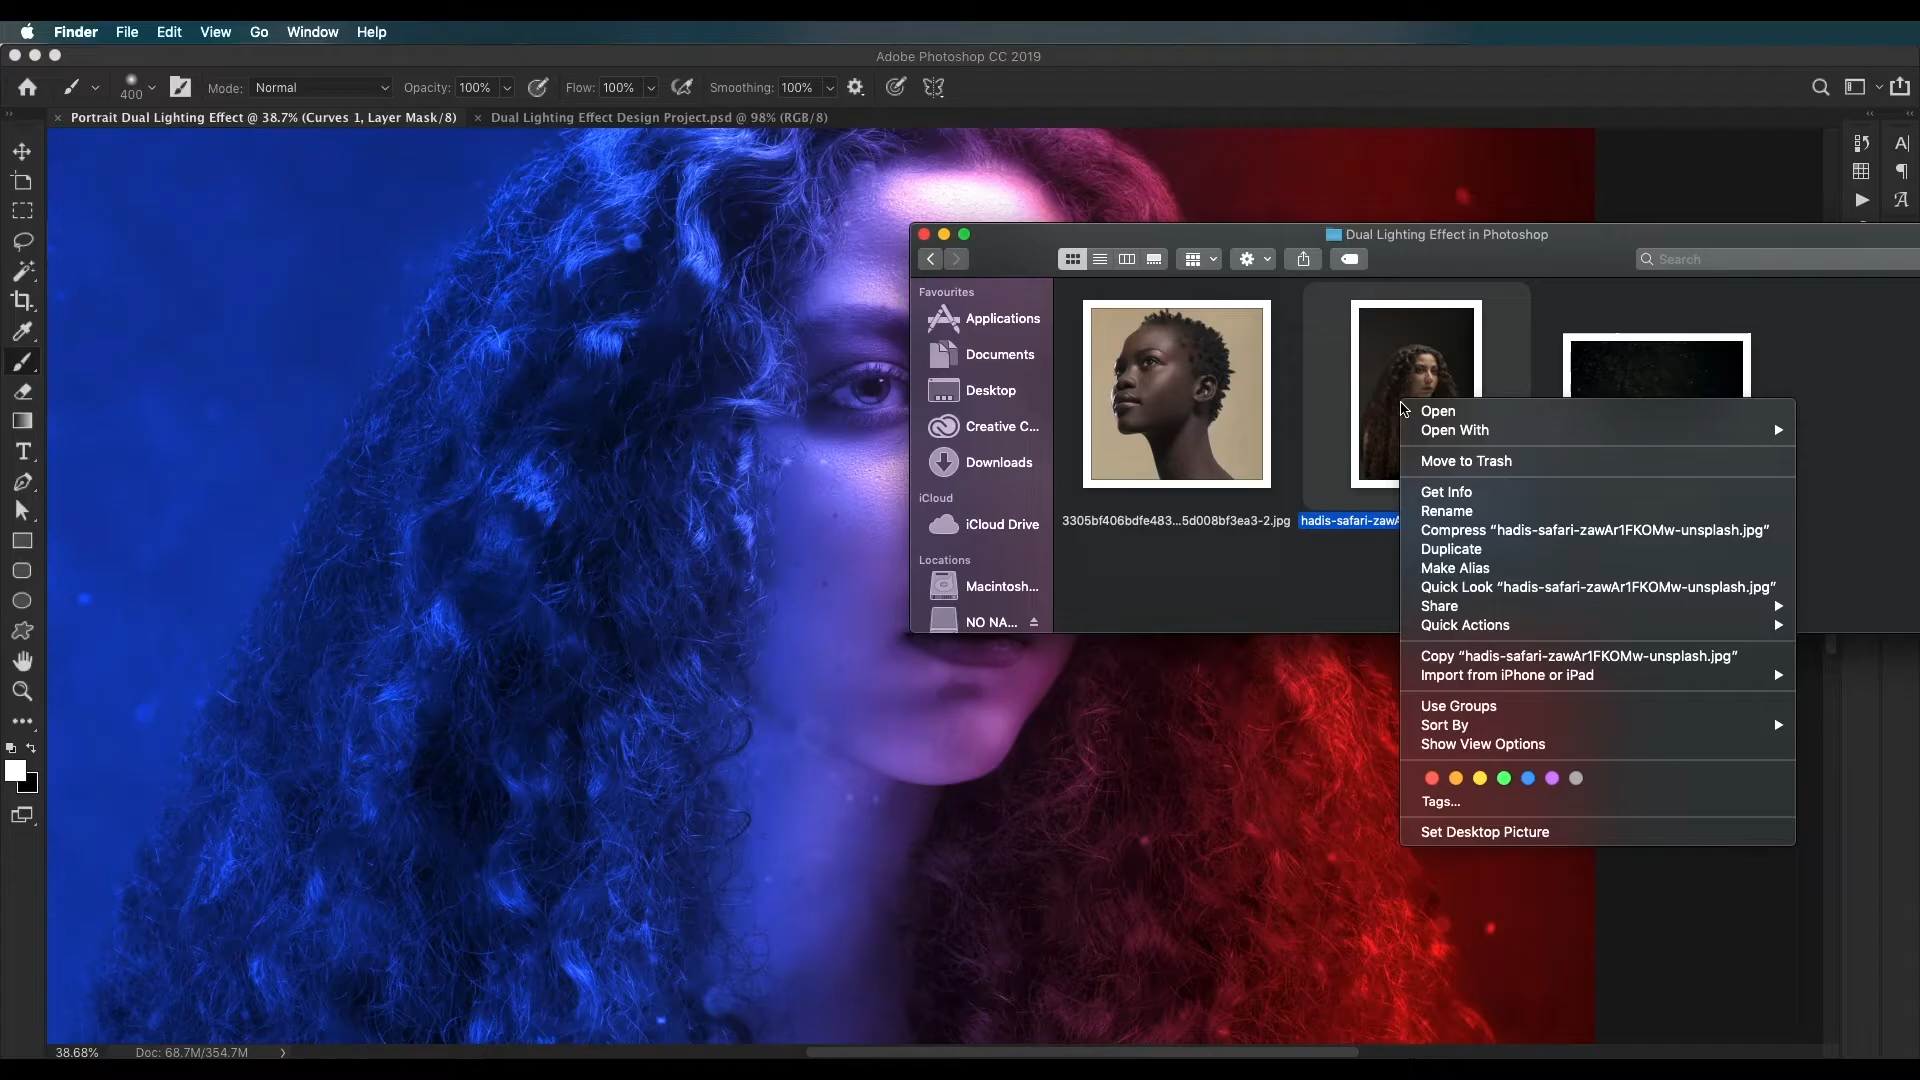 Finder File Edit View Go Window Help
Adobe Photoshop CC 2019
400 Mode: Normal Opacity: 100% Flow: 100% Smoothing: 100%
Portrait Dual Lighting Effect @ 38.7% (Curves 1, Layer Mask/8) Dual Lighting Effect Design Project.psd @ 98% (RGB/8)
Dual Lighting Effect in Photoshop
Search
Favourites
Applications
Documents
Desktop
Creative C...
Downloads
iCloud
iCloud Drive
Locations
Macintosh...
NO NA...
3305bf406bdfe483...5d008bf3ea3-2.jpg
hadis-safari-zawA
Open
Open With
Move to Trash
Get Info
Rename
Compress “hadis-safari-zawAr1FKOMw-unsplash.jpg”
Duplicate
Make Alias
Quick Look “hadis-safari-zawAr1FKOMw-unsplash.jpg”
Share
Quick Actions
Copy “hadis-safari-zawAr1FKOMw-unsplash.jpg”
Import from iPhone or iPad
Use Groups
Sort By
Show View Options
Tags...
Set Desktop Picture
38.68% Doc: 68.7M/354.7M